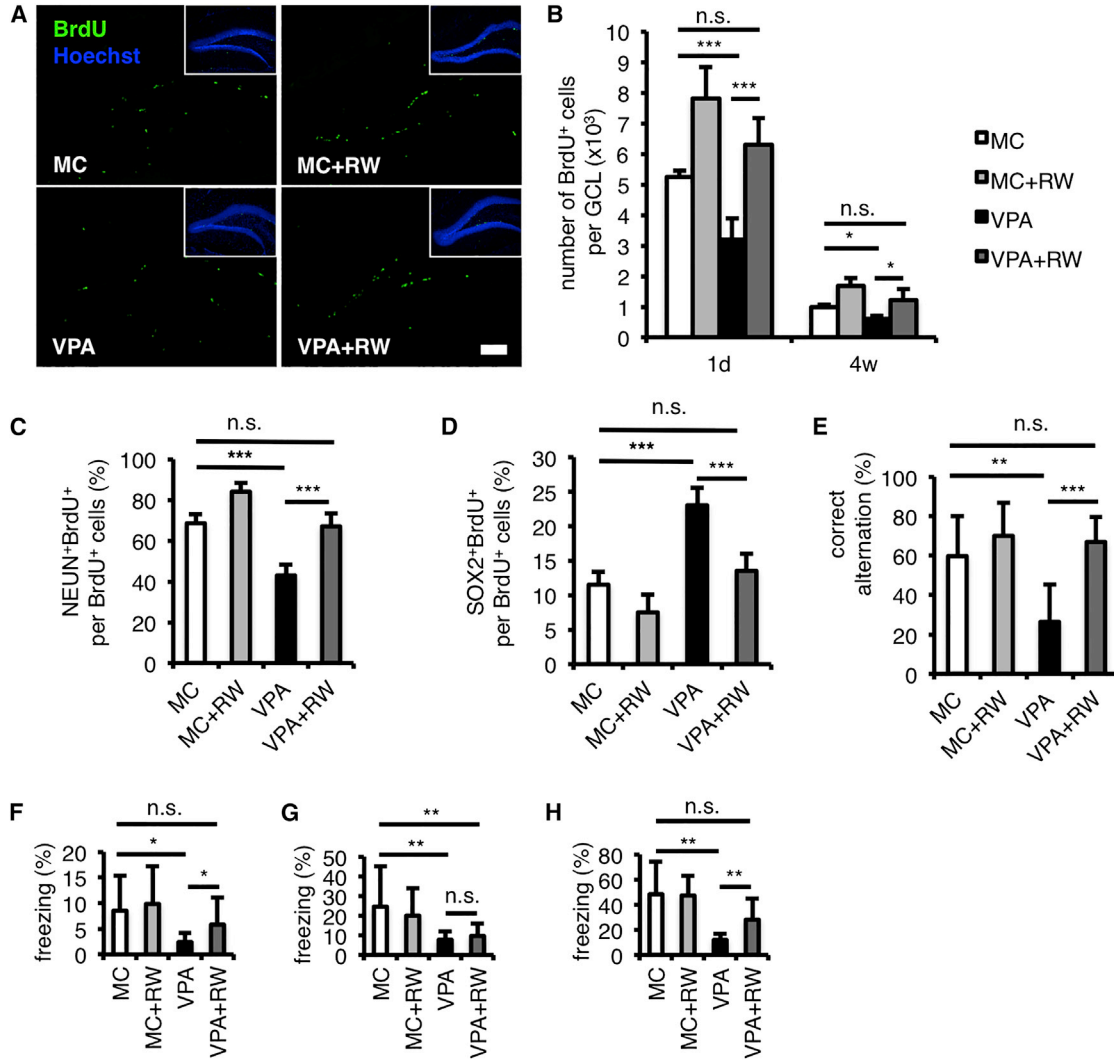 A
BrdU
Hoechst
MC
MC+RW
VPA
VPA+RW
B
n.s.
***
***
n.s.
*
*
number of BrdU⁺ cells
per GCL (x10³)
10
9
8
7
6
5
4
3
2
1
0
1d
4w
MC
MC+RW
VPA
VPA+RW
C
n.s.
***
***
NEUN⁺BrdU⁺
per BrdU⁺ cells (%)
100
80
60
40
20
0
MC
MC+RW
VPA
VPA+RW
D
n.s.
***
***
SOX2⁺BrdU⁺
per BrdU⁺ cells (%)
30
25
20
15
10
5
0
MC
MC+RW
VPA
VPA+RW
E
n.s.
**
***
correct
alternation (%)
100
80
60
40
20
0
MC
MC+RW
VPA
VPA+RW
F
n.s.
*
*
freezing (%)
20
15
10
5
0
MC
MC+RW
VPA
VPA+RW
G
**
**
n.s.
freezing (%)
50
40
30
20
10
0
MC
MC+RW
VPA
VPA+RW
H
n.s.
**
**
freezing (%)
80
60
40
20
0
MC
MC+RW
VPA
VPA+RW